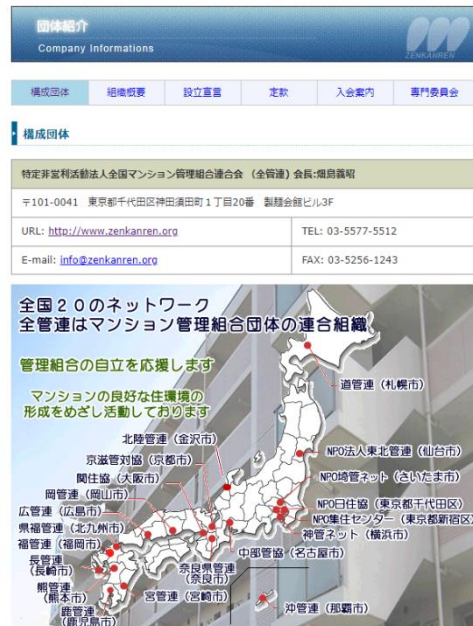 団体紹介
Company Informations
ZENKANREN
構成団体
組織概要
設立宣言
定款
入会案内
専門委員会
構成団体
特定非営利活動法人全国マンション管理組合連合会 (全管連) 会長:畑島義昭
〒101-0041 東京都千代田区神田須田町1丁目20番 製麺会館ビル3F
URL: http://www.zenkanren.org
TEL: 03-5577-5512
E-mail: info@zenkanren.org
FAX: 03-5256-1243
全国20のネットワーク
全管連はマンション管理組合団体の連合組織
管理組合の自立を応援します
マンションの良好な住環境の
形成をめざし活動しております
道管連(札幌市)
北陸管連(金沢市)
NPO法人東北管連(仙台市)
京滋管対協(京都市)
NPO埼管ネット(さいたま市)
関住協(大阪市)
岡管連(岡山市)
NPO日住協(東京都千代田区)
広管連(広島市)
NPO集住センター(東京都新宿区)
県福管連(北九州市)
神管ネット(横浜市)
福管連(福岡市)
中部管協(名古屋市)
長管連
(長崎市)
奈良県管連
(奈良市)
熊管連
(熊本市)
宮管連(宮崎市)
沖管連(那覇市)
鹿管連
(鹿児島市)